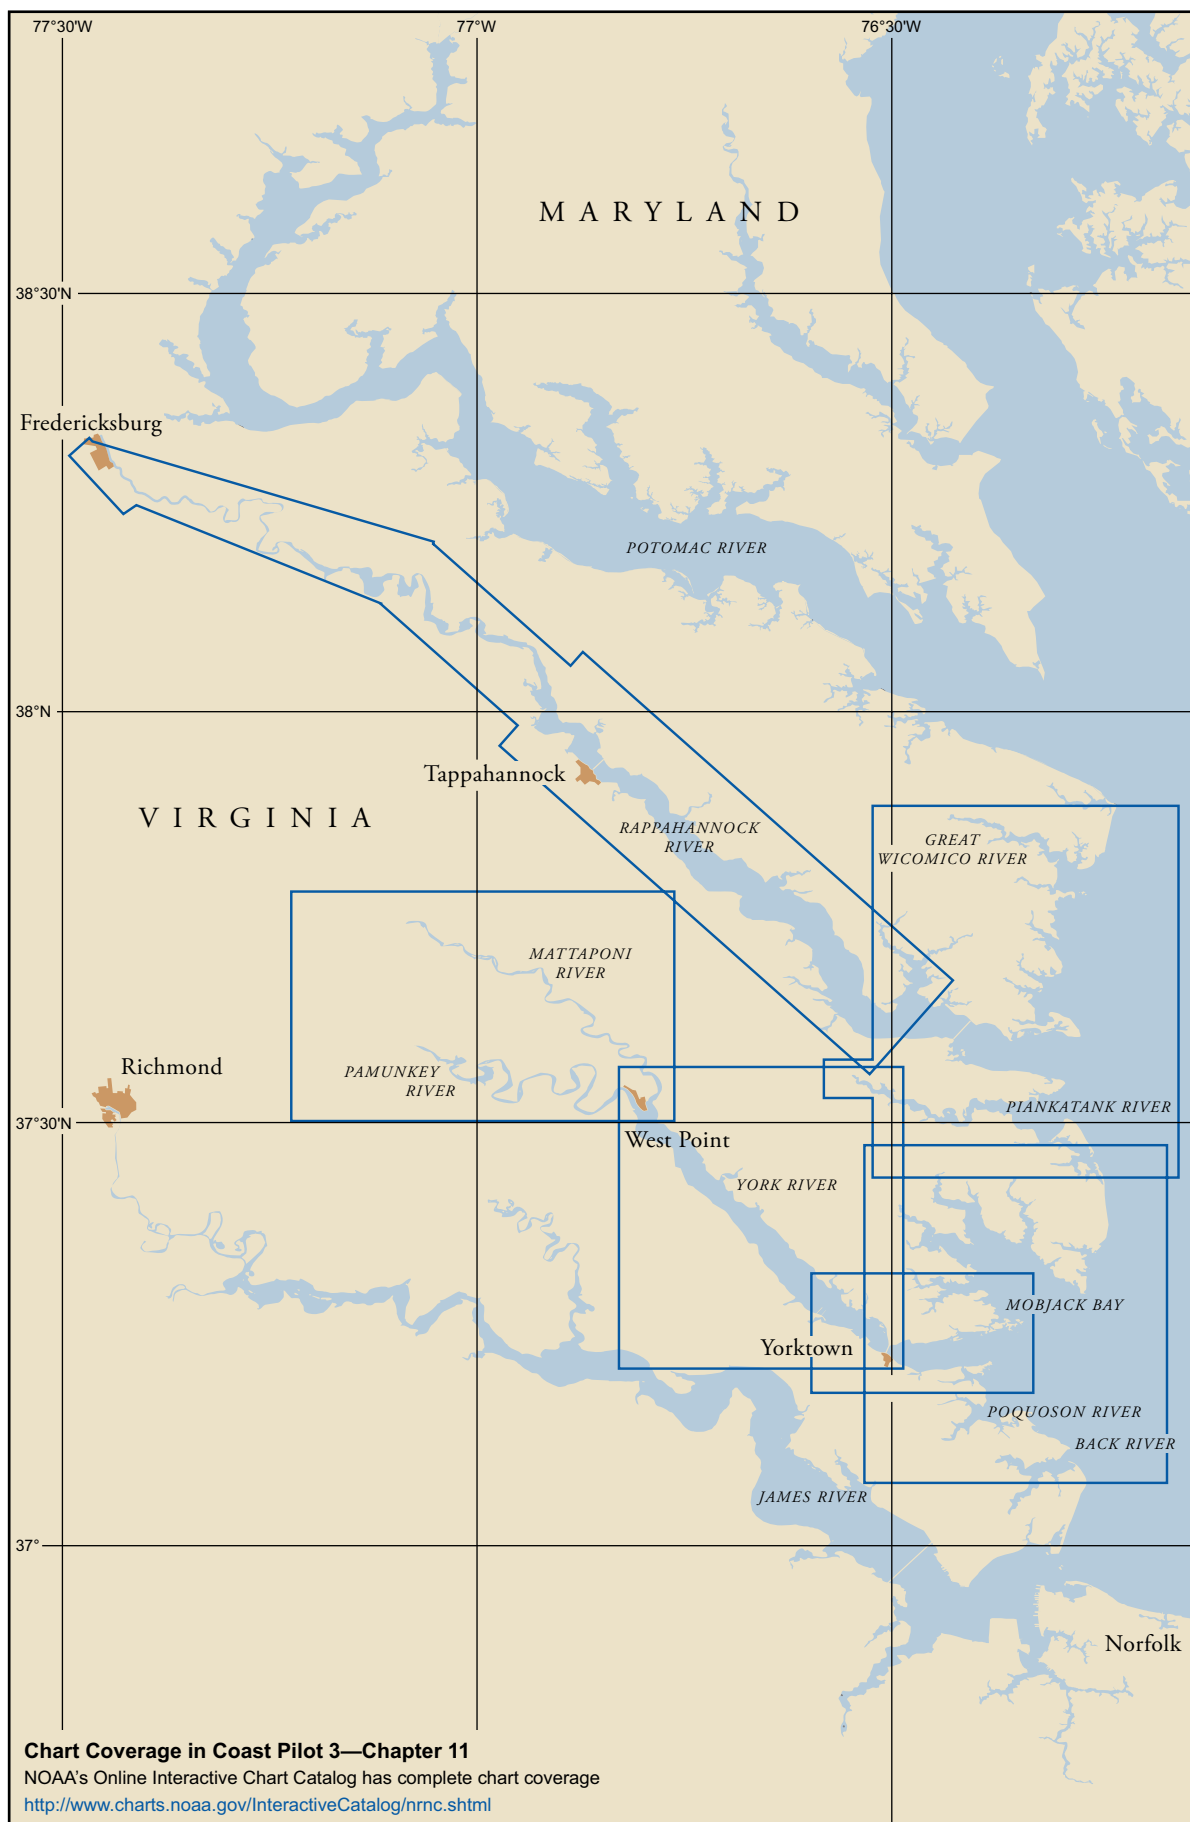 77°30'W
77°W
76°30'W
MARYLAND
38°30'N
Fredericksburg
POTOMAC RIVER
38°N
Tappahannock
VIRGINIA
RAPPAHANNOCK
RIVER
GREAT
WICOMICO RIVER
MATTAPONI
RIVER
Richmond
PAMUNKEY
RIVER
PIANKATANK RIVER
37°30'N
West Point
YORK RIVER
MOBJACK BAY
Yorktown
POQUOSON RIVER
BACK RIVER
JAMES RIVER
37°
Norfolk
Chart Coverage in Coast Pilot 3—Chapter 11
NOAA's Online Interactive Chart Catalog has complete chart coverage
http://www.charts.noaa.gov/InteractiveCatalog/nrnc.shtml